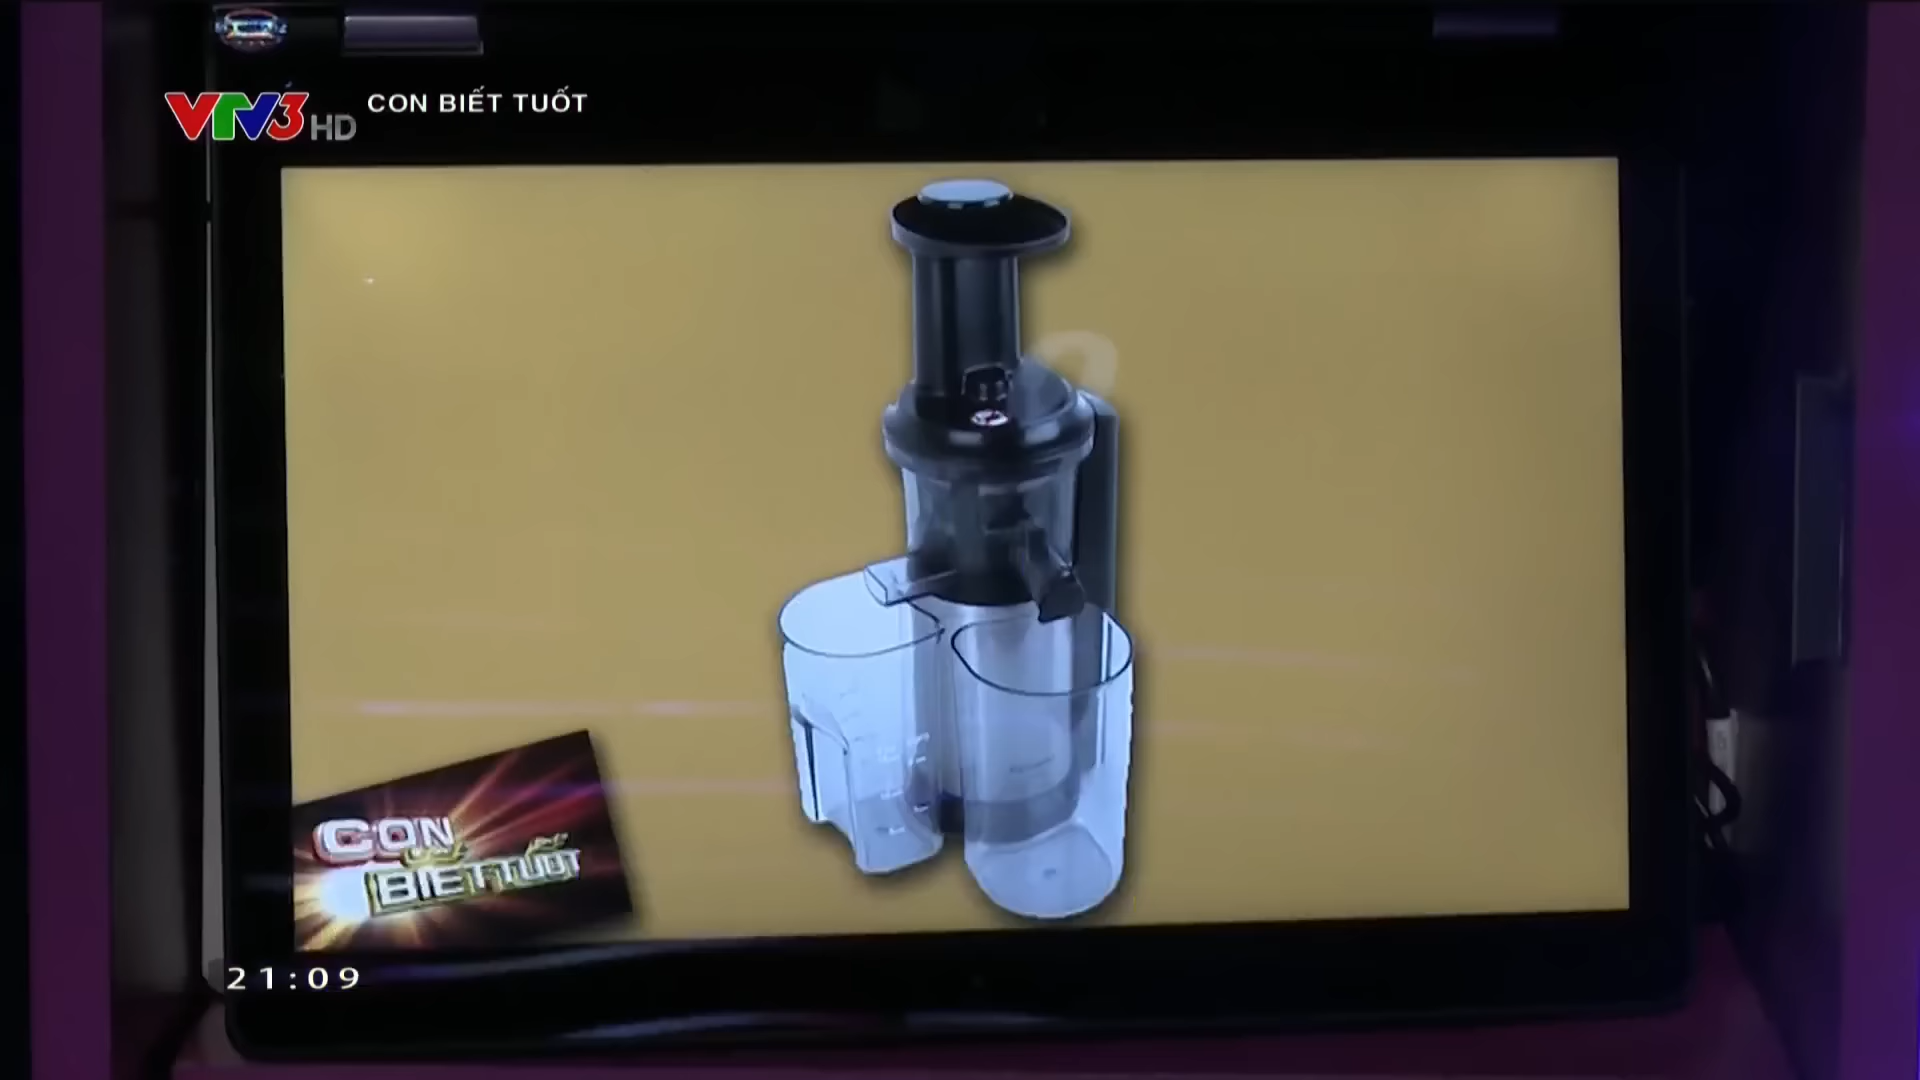 VTV3 HD
CON BIẾT TUỐT
CON
BIẾT TUỐT
21:09